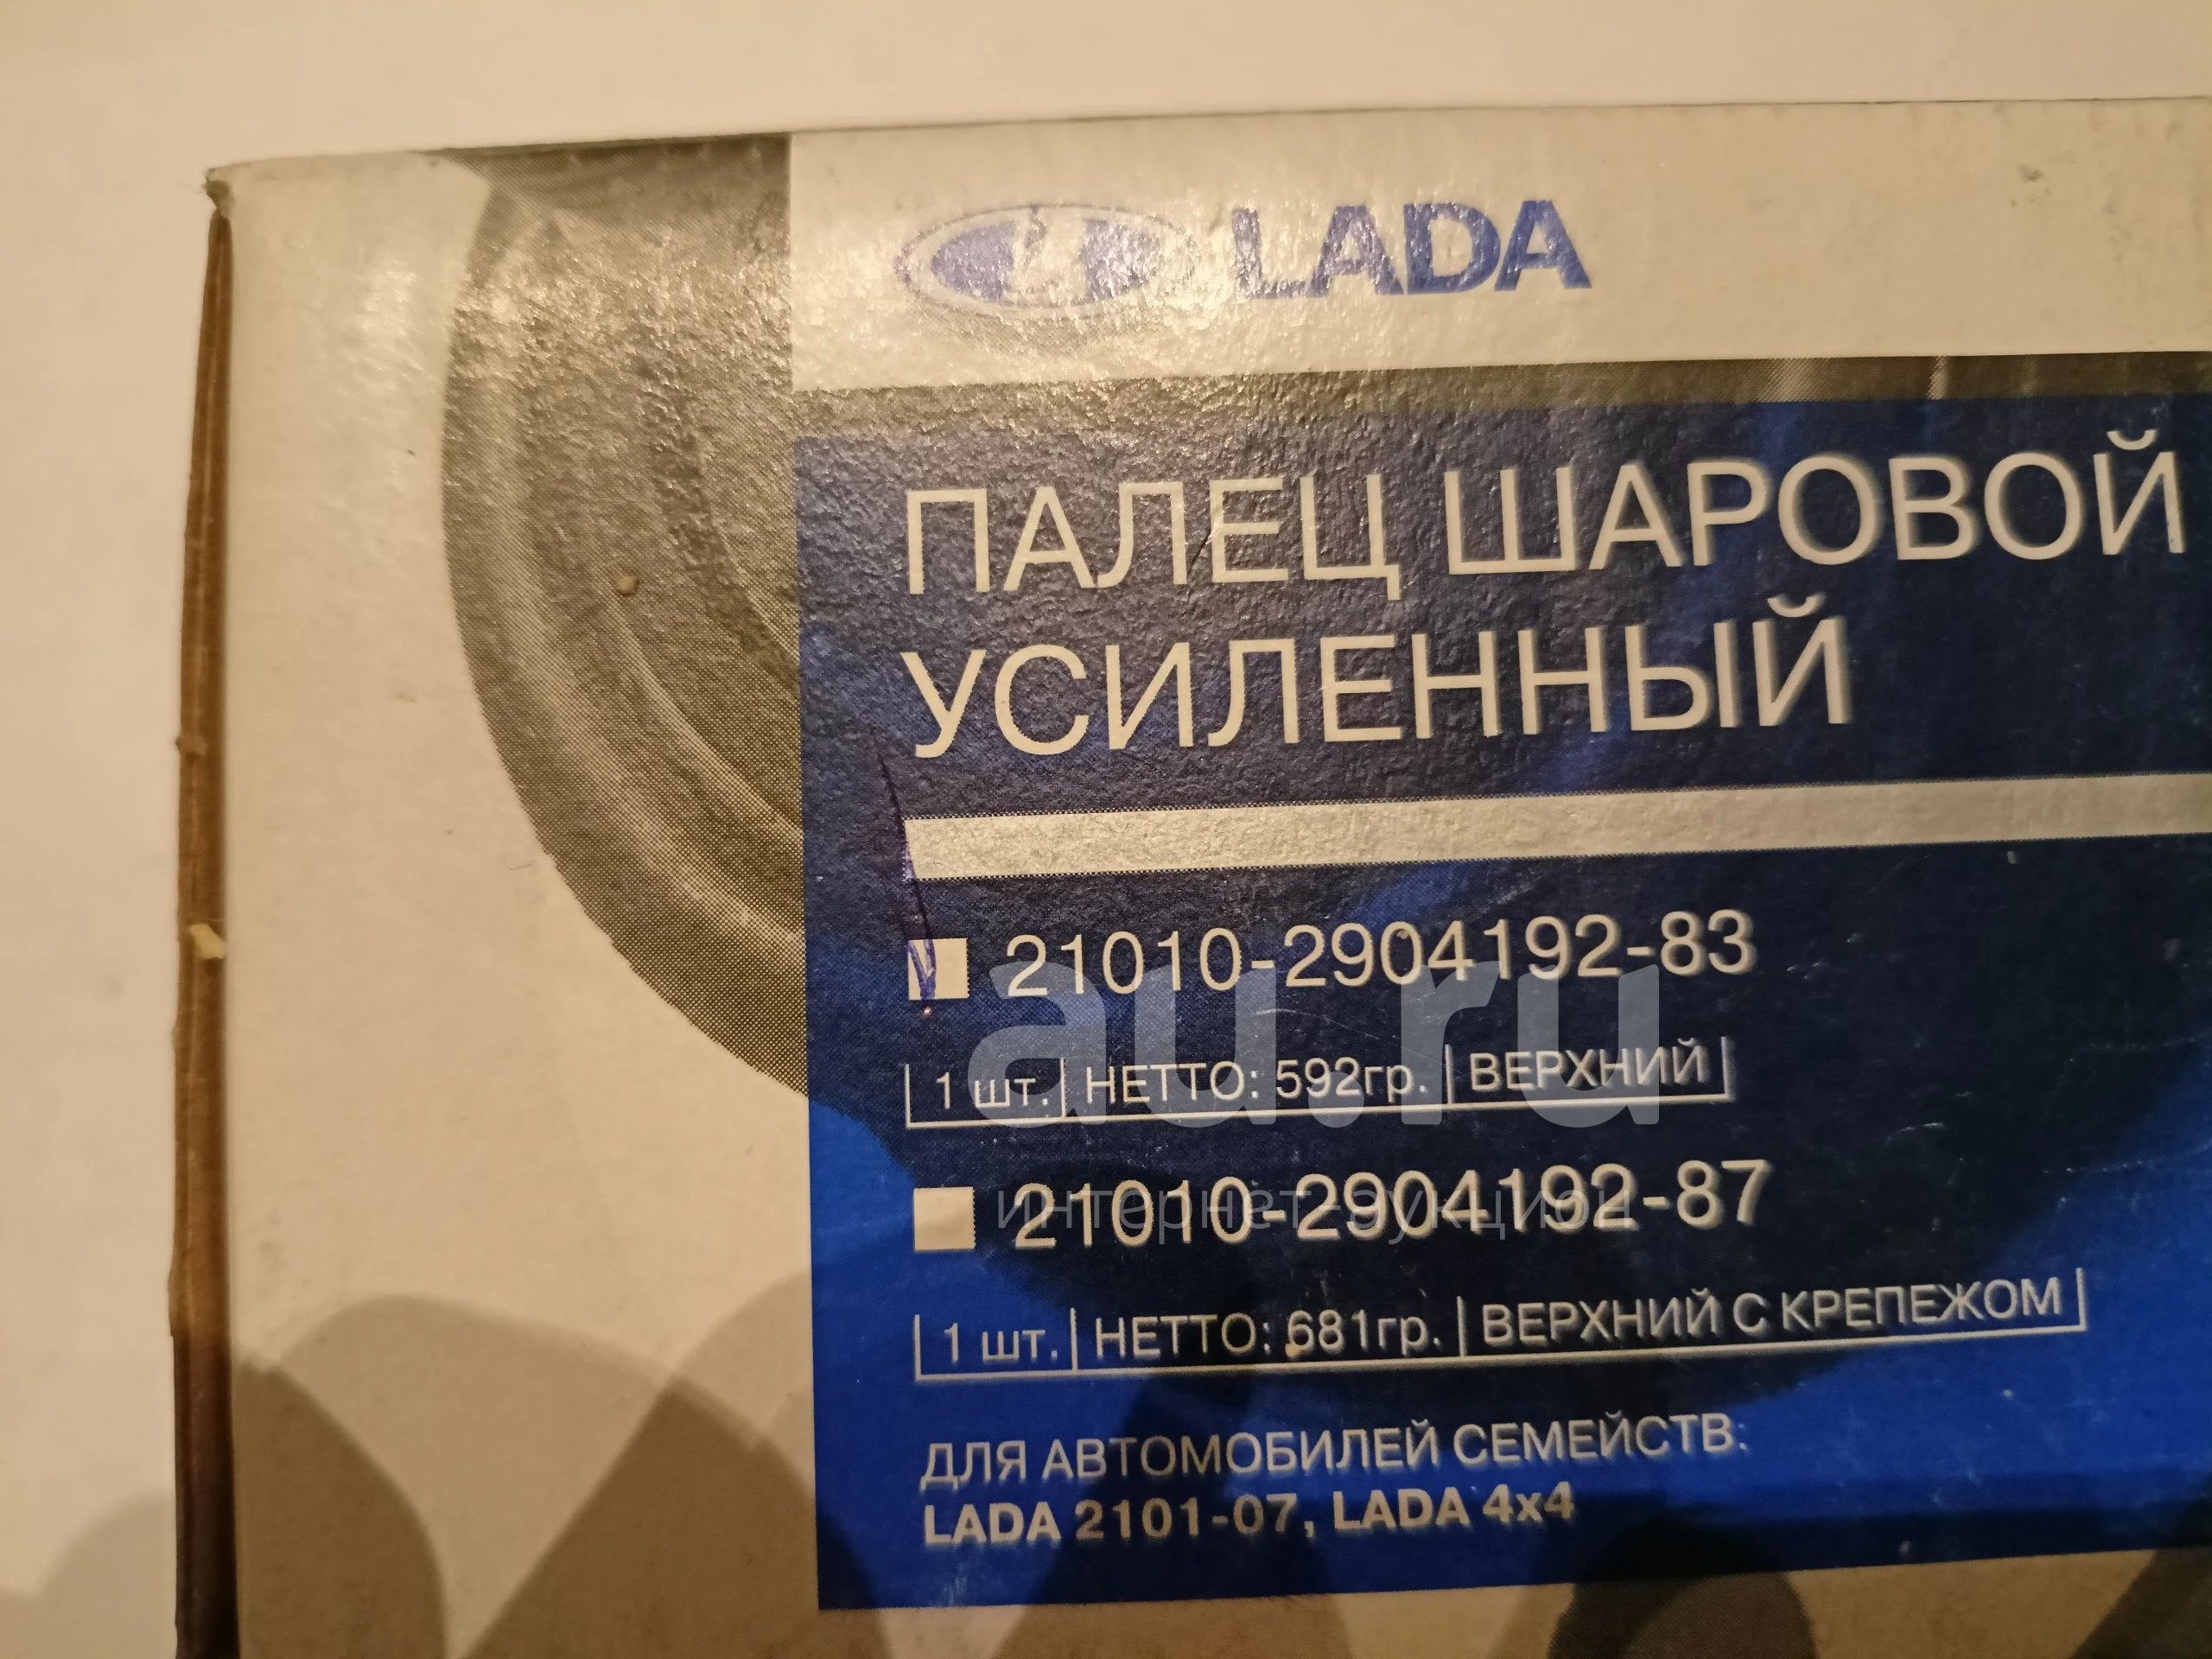 LADA
ПАЛЕЦ ШАРОВОЙ
УСИЛЕННЫЙ
21010-2904192-83
au.ru
1 шт. НЕТТО: 592гр. ВЕРХНИЙ
21010-2904192-87
интернет-аукцион
1 шт. НЕТТО: 681гр. ВЕРХНИЙ С КРЕПЕЖОМ
ДЛЯ АВТОМОБИЛЕЙ СЕМЕЙСТВ:
LADA 2101-07, LADA 4x4